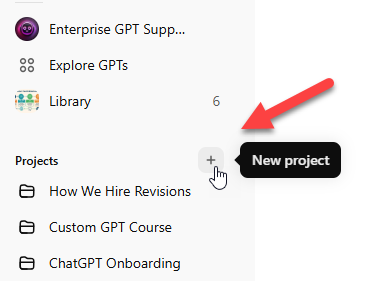 Enterprise GPT Supp...
Explore GPTs
Library 6
Projects + New project
How We Hire Revisions
Custom GPT Course
ChatGPT Onboarding